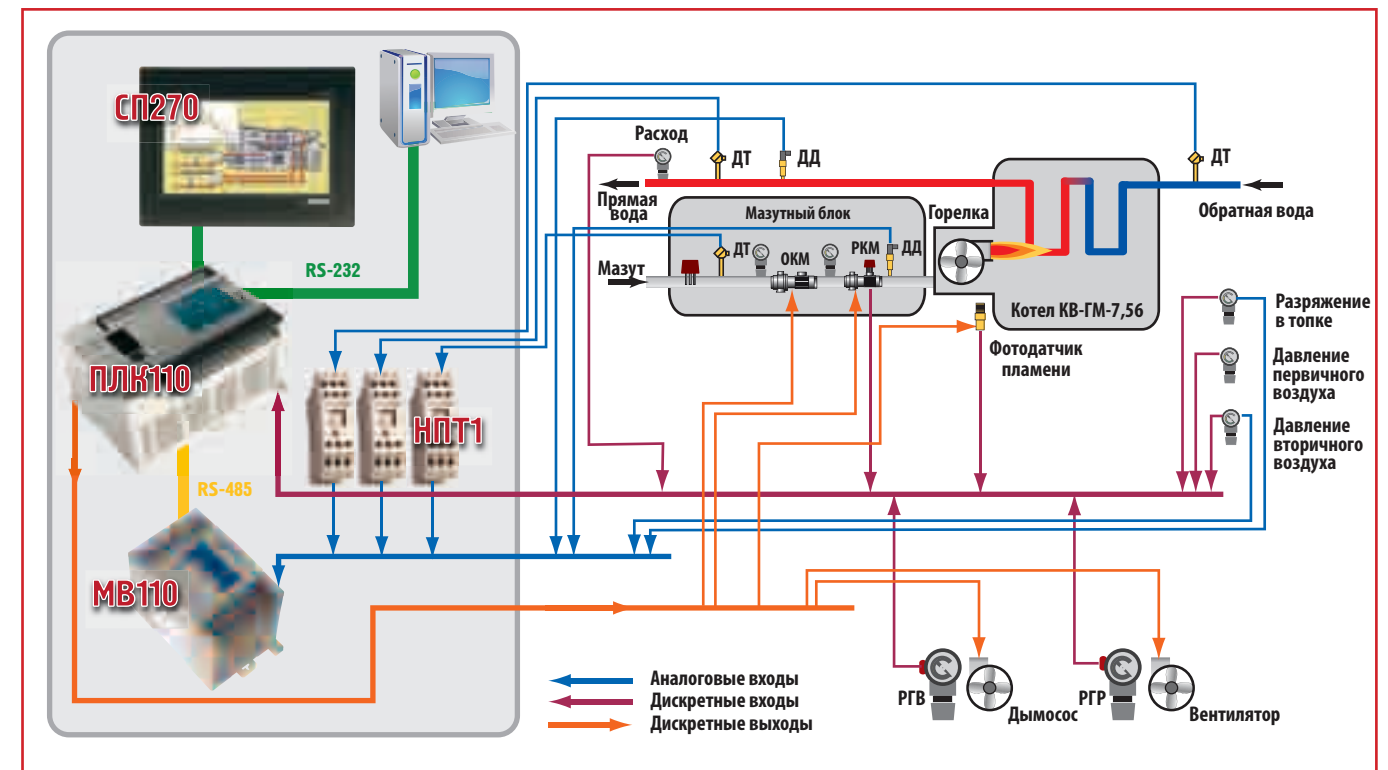 СП270
RS-232
ПЛК110
НПТ1
RS-485
МВ110
Расход
ДТ
ДД
ДТ
Прямая
вода
Обратная вода
Мазутный блок
Горелка
ДТ
ОКМ
РКМ
ДД
Мазут
Котел КВ-ГМ-7,56
Фотодатчик
пламени
Разряжение
в топке
Давление
первичного
воздуха
Давление
вторичного
воздуха
Аналоговые входы
Дискретные входы
Дискретные выходы
РГВ
Дымосос
РГР
Вентилятор